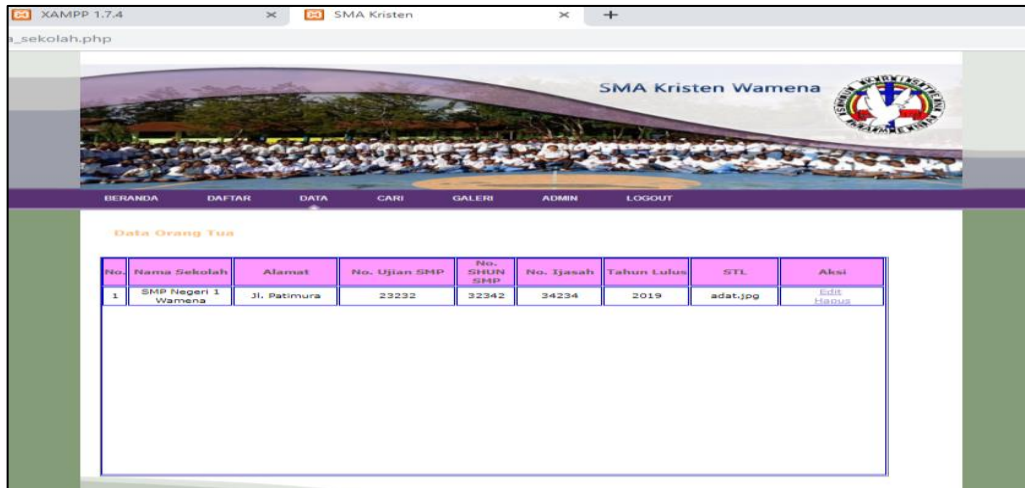 XAMPP 1.7.4
SMA Kristen
a_sekolah.php
SMA Kristen Wamena
BERANDA DAFTAR DATA CARI GALERI ADMIN LOGOUT
Data Orang Tua
No. Nama Sekolah Alamat No. Ujian SMP No. SHUN SMP No. Ijasah Tahun Lulus STL Aksi
1 SMP Negeri 1 Wamena Jl. Patimura 23232 32342 34234 2019 adat.jpg Edit Hapus